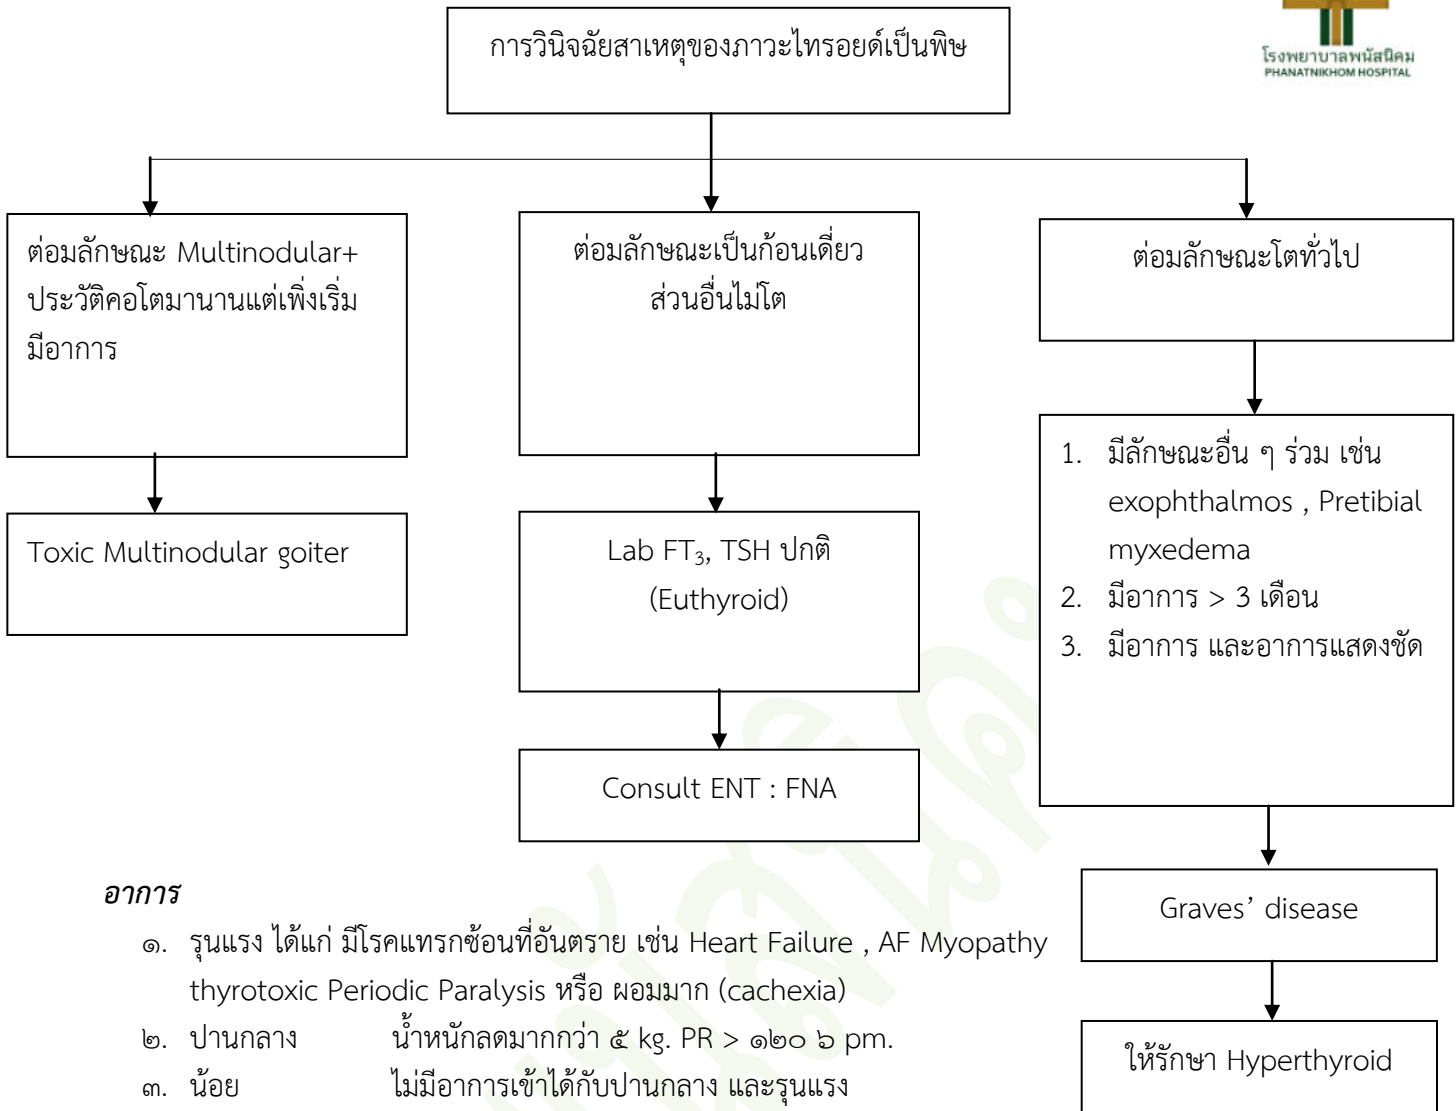 การวินิจฉัยสาเหตุของภาวะไทรอยด์เป็นพิษ
โรงพยาบาลพนัสนิคม
PHANATNIKHOM HOSPITAL
ต่อมลักษณะ Multinodular+
ประวัติคอโตมานานแต่เพิ่งเริ่ม
มีอาการ
Toxic Multinodular goiter
ต่อมลักษณะเป็นก้อนเดี่ยว
ส่วนอื่นไม่โต
Lab FT₃, TSH ปกติ
(Euthyroid)
Consult ENT : FNA
ต่อมลักษณะโตทั่วไป
1. มีลักษณะอื่น ๆ ร่วม เช่น
exophthalmos , Pretibial
myxedema
2. มีอาการ > 3 เดือน
3. มีอาการ และอาการแสดงชัด
Graves’ disease
ให้รักษา Hyperthyroid
อาการ
๑. รุนแรง ได้แก่ มีโรคแทรกซ้อนที่อันตราย เช่น Heart Failure , AF Myopathy
thyrotoxic Periodic Paralysis หรือ ผอมมาก (cachexia)
๒. ปานกลาง น้ำหนักลดมากกว่า ๕ kg. PR > ๑๒๐ ๖ pm.
๓. น้อย ไม่มีอาการเข้าได้กับปานกลาง และรุนแรง